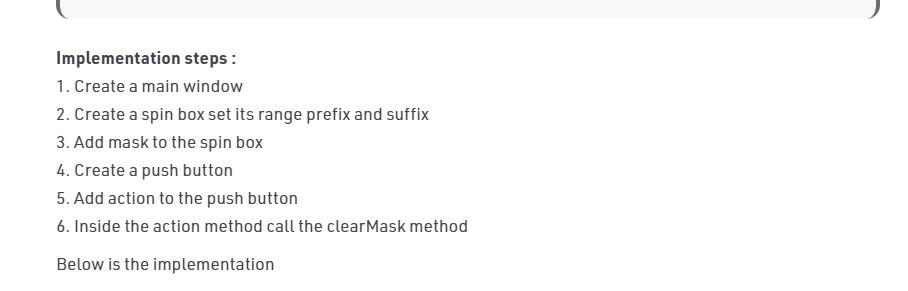 Implementation steps :
1. Create a main window
2. Create a spin box set its range prefix and suffix
3. Add mask to the spin box
4. Create a push button
5. Add action to the push button
6. Inside the action method call the clearMask method
Below is the implementation